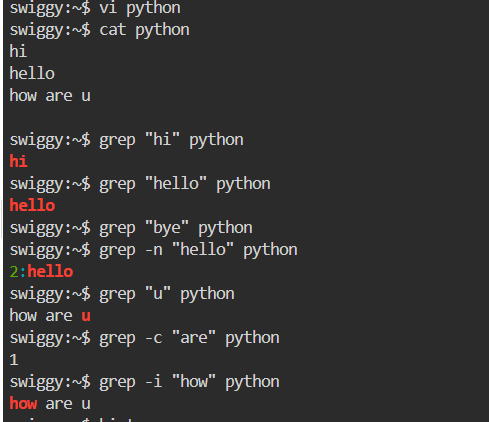 swiggy:~$ vi python
swiggy:~$ cat python
hi
hello
how are u

swiggy:~$ grep "hi" python
hi
swiggy:~$ grep "hello" python
hello
swiggy:~$ grep "bye" python
swiggy:~$ grep -n "hello" python
2:hello
swiggy:~$ grep "u" python
how are u
swiggy:~$ grep -c "are" python
1
swiggy:~$ grep -i "how" python
how are u